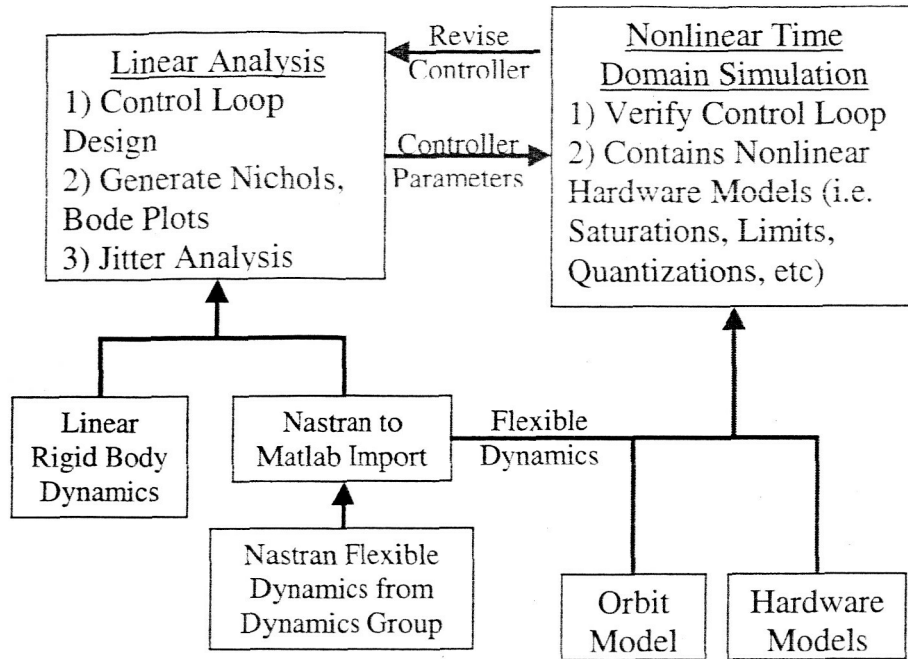 Linear Analysis
1) Control Loop
Design
2) Generate Nichols,
Bode Plots
3) Jitter Analysis
Revise
Controller
Controller
Parameters
Nonlinear Time
Domain Simulation
1) Verify Control Loop
2) Contains Nonlinear
Hardware Models (i.e.
Saturations, Limits,
Quantizations, etc)
Linear
Rigid Body
Dynamics
Nastran to
Matlab Import
Flexible
Dynamics
Nastran Flexible
Dynamics from
Dynamics Group
Orbit
Model
Hardware
Models